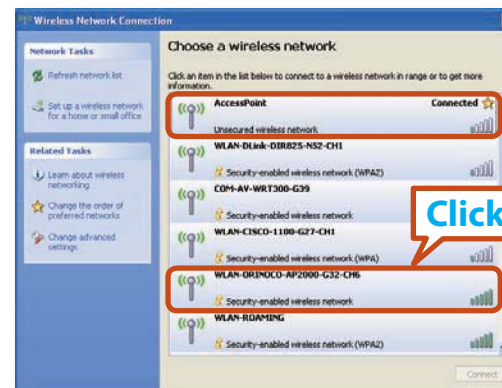 Wireless Network Connection
Network Tasks
Refresh network list
Set up a wireless network
for a home or small office
Related Tasks
Learn about wireless
networking
Change the order of
preferred networks
Change advanced
settings
Choose a wireless network
Click an item in the list below to connect to a wireless network in range or to get more
information.
AccessPoint
Connected
Unsecured wireless network
WLAN-DLink-DIR825-N52-CH1
Security-enabled wireless network (WPA2)
COM-AV-WRT300-G39
Security-enabled wireless network
Click
WLAN-CISCO-1100-G27-CH1
Security-enabled wireless network (WPA)
WLAN-ORINOCO-AP2000-G32-CH6
Security-enabled wireless network
WLAN-ROAMING
Security-enabled wireless network (WPA2)
Connect